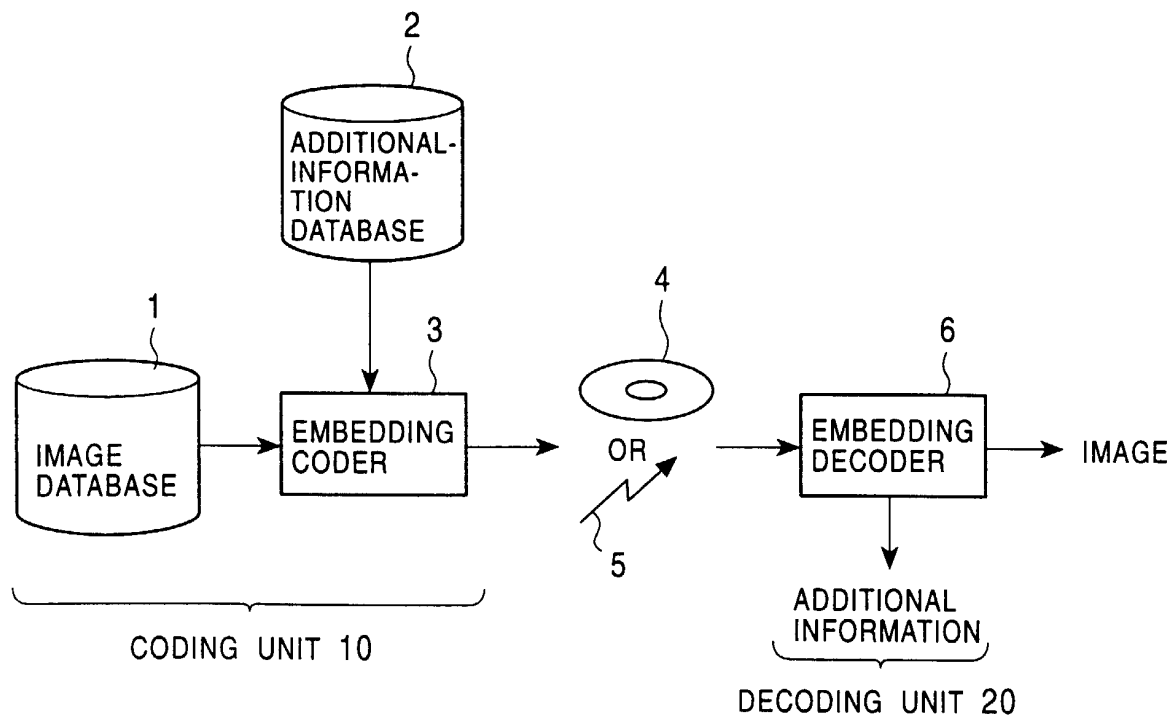 2
ADDITIONAL-
INFORMA-
TION
DATABASE
1
3
4
6
IMAGE
DATABASE
EMBEDDING
CODER
OR
EMBEDDING
DECODER
IMAGE
5
ADDITIONAL
INFORMATION
CODING UNIT 10
DECODING UNIT 20